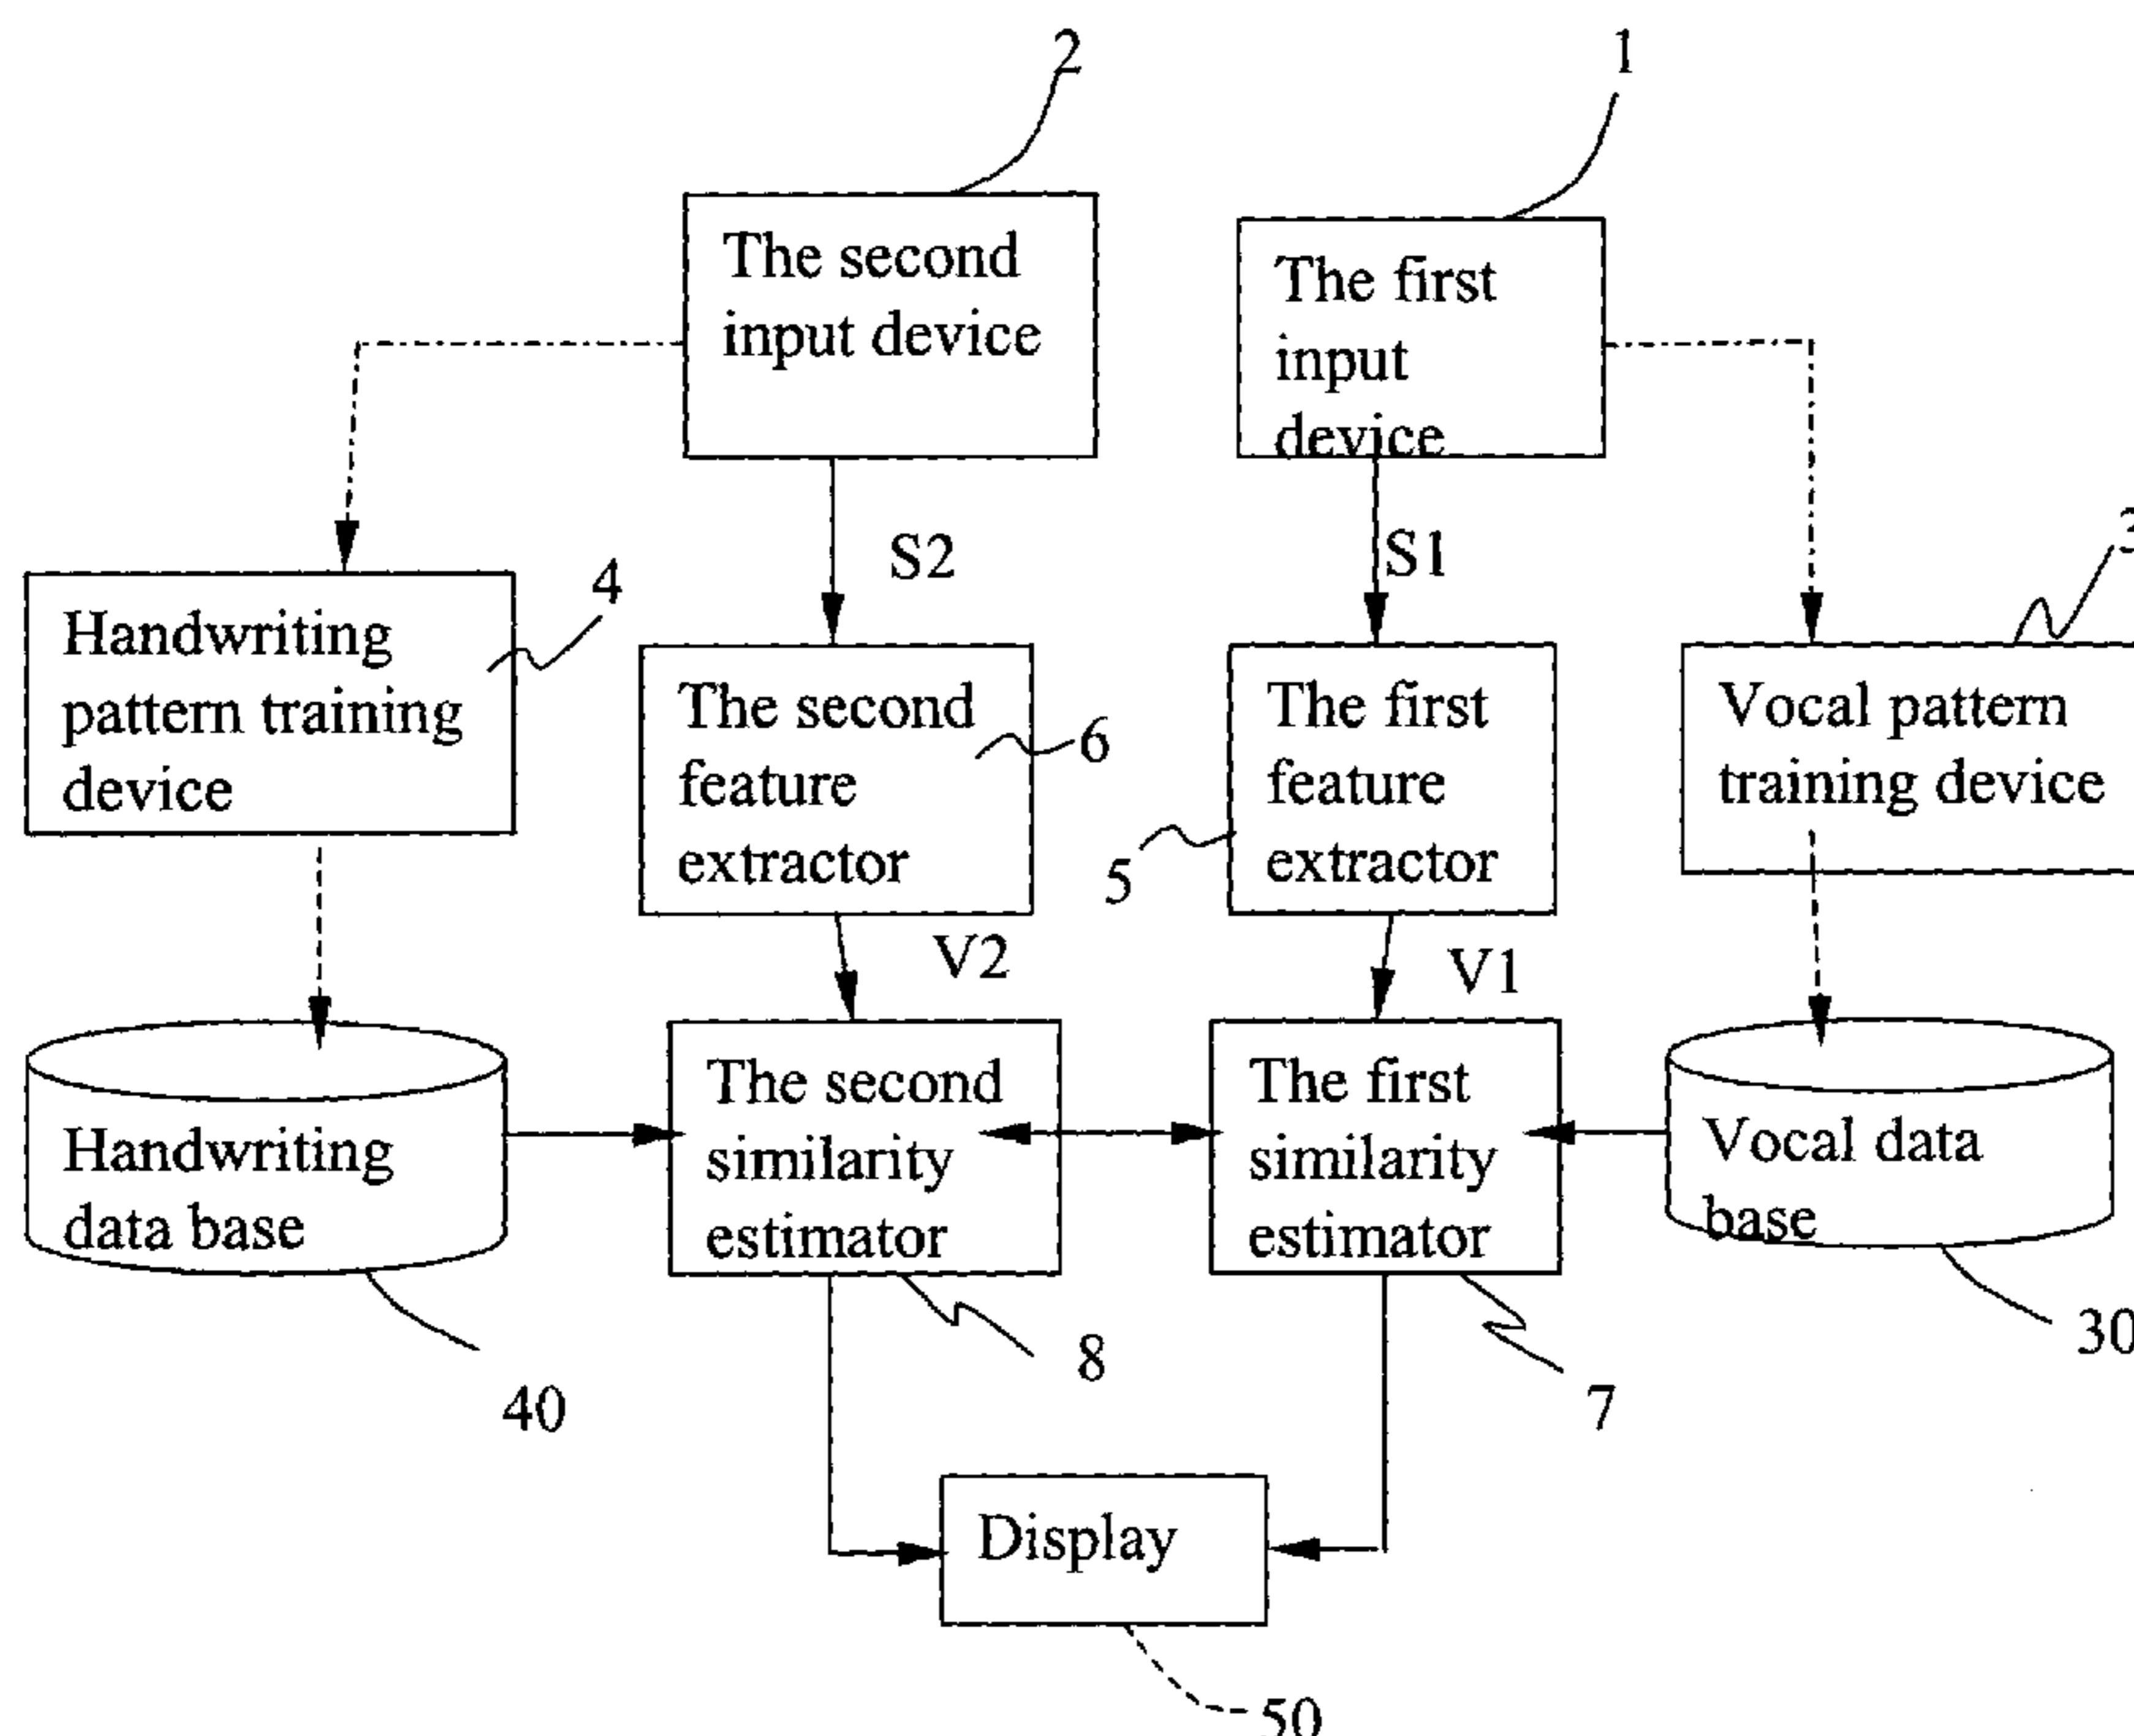 2
1
The second
input device
The first
input
device
S2
S1
3
4
Handwriting
pattern training
device
The second
feature
extractor
6
The first
feature
extractor
5
Vocal pattern
training device
V2
V1
Handwriting
data base
The second
similarity
estimator
The first
similarity
estimator
Vocal data
base
30
8
7
40
Display
50